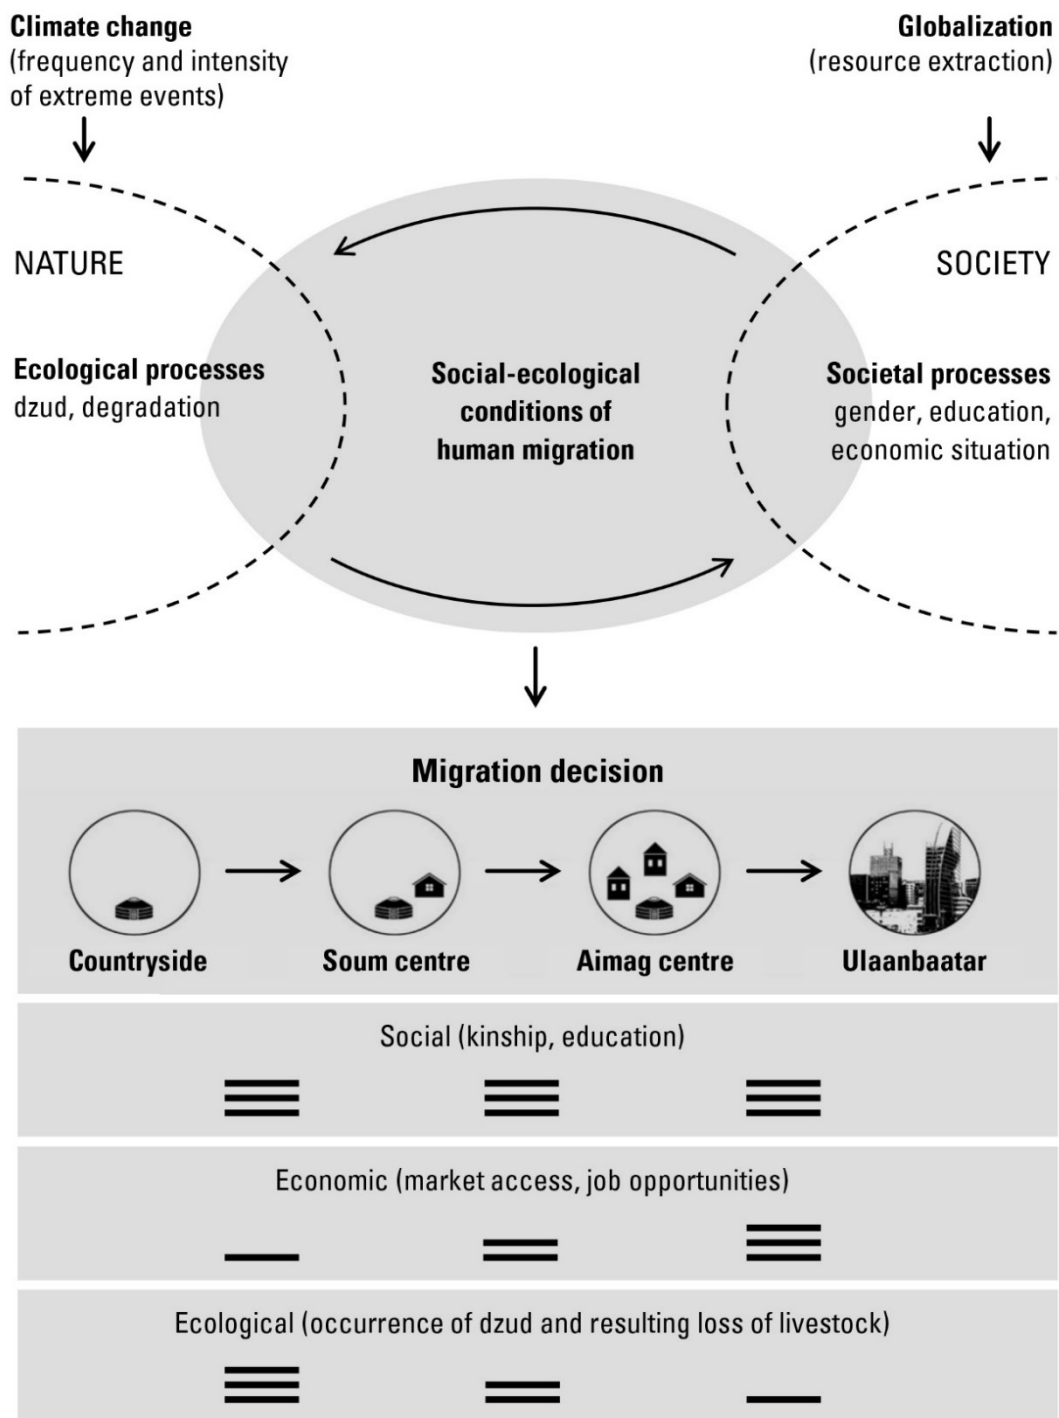 Climate change
(frequency and intensity
of extreme events)
Globalization
(resource extraction)
NATURE
SOCIETY
Ecological processes
dzud, degradation
Social-ecological
conditions of
human migration
Societal processes
gender, education,
economic situation
Migration decision
Countryside
Soum centre
Aimag centre
Ulaanbaatar
Social (kinship, education)
Economic (market access, job opportunities)
Ecological (occurrence of dzud and resulting loss of livestock)